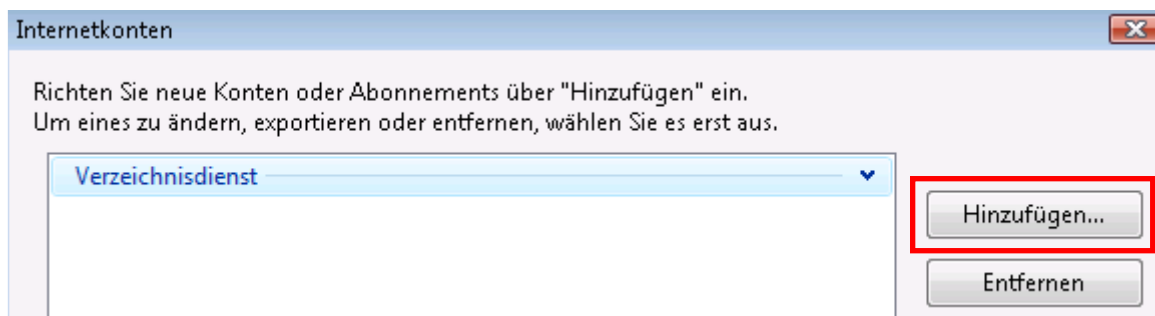 Internetkonten
Richten Sie neue Konten oder Abonnements über "Hinzufügen" ein.
Um eines zu ändern, exportieren oder entfernen, wählen Sie es erst aus.
Verzeichnisdienst
Hinzufügen...
Entfernen